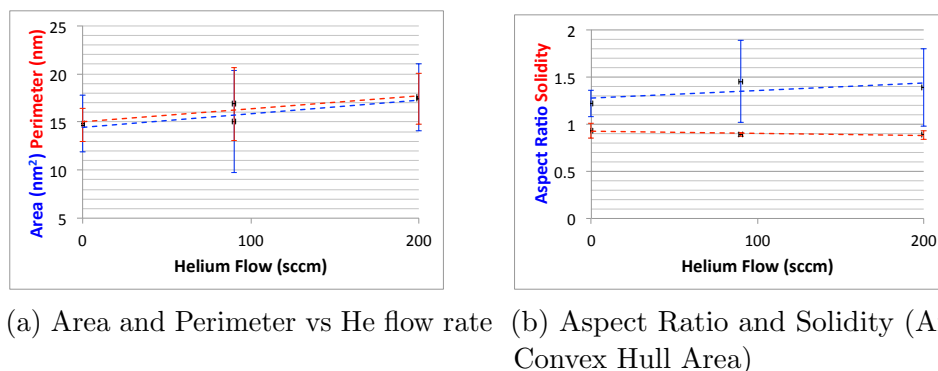 25
20
15
10
5
0 100 200
Helium Flow (sccm)
Area (nm²) Perimeter (nm)
2
1.5
1
0.5
0
0 100 200
Helium Flow (sccm)
Aspect Ratio Solidity
(a) Area and Perimeter vs He flow rate
(b) Aspect Ratio and Solidity (A
Convex Hull Area)